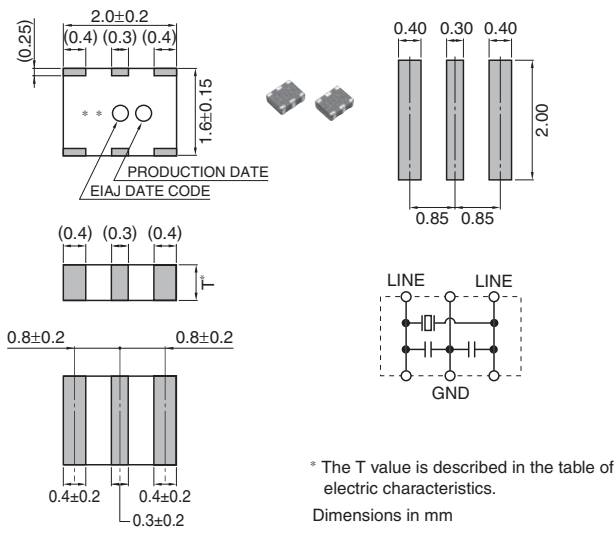 2.0±0.2
(0.4) (0.3) (0.4)
(0.25)
1.6±0.15
* *
PRODUCTION DATE
EIAJ DATE CODE
0.40 0.30 0.40
2.00
0.85 0.85
(0.4) (0.3) (0.4)
T*
LINE LINE
GND
0.8±0.2 0.8±0.2
0.4±0.2 0.4±0.2
0.3±0.2
* The T value is described in the table of
electric characteristics.
Dimensions in mm